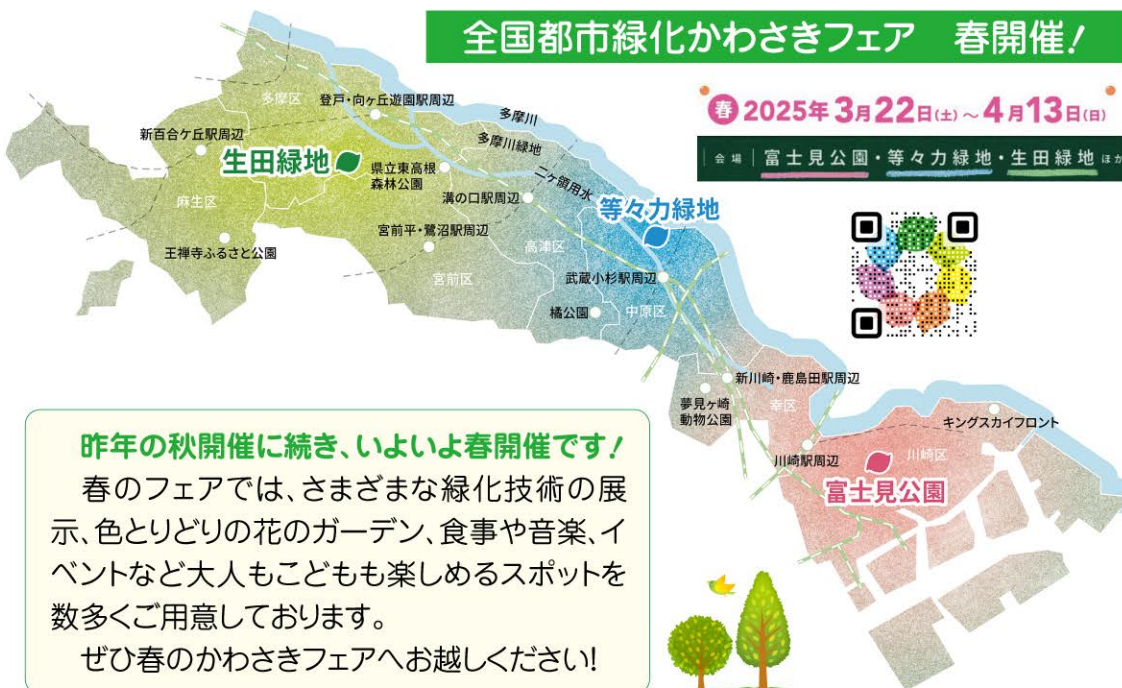 全国都市緑化かわさきフェア　春開催!
春 2025年3月22日(土)～4月13日(日)
会場 富士見公園・等々力緑地・生田緑地 ほか
多摩区
登戸・向ヶ丘遊園駅周辺
多摩川
新百合ケ丘駅周辺
多摩川緑地
生田緑地
県立東高根
森林公園
二ヶ領用水
麻生区
溝の口駅周辺
等々力緑地
王禅寺ふるさと公園
宮前平・鷺沼駅周辺
高津区
宮前区
武蔵小杉駅周辺
橘公園
中原区
新川崎・鹿島田駅周辺
夢見ヶ崎
動物公園
幸区
キングスカイフロント
川崎駅周辺
川崎区
富士見公園
昨年の秋開催に続き、いよいよ春開催です!
　春のフェアでは、さまざまな緑化技術の展
示、色とりどりの花のガーデン、食事や音楽、イ
ベントなど大人もこどもも楽しめるスポットを
数多くご用意しております。
　ぜひ春のかわさきフェアへお越しください!